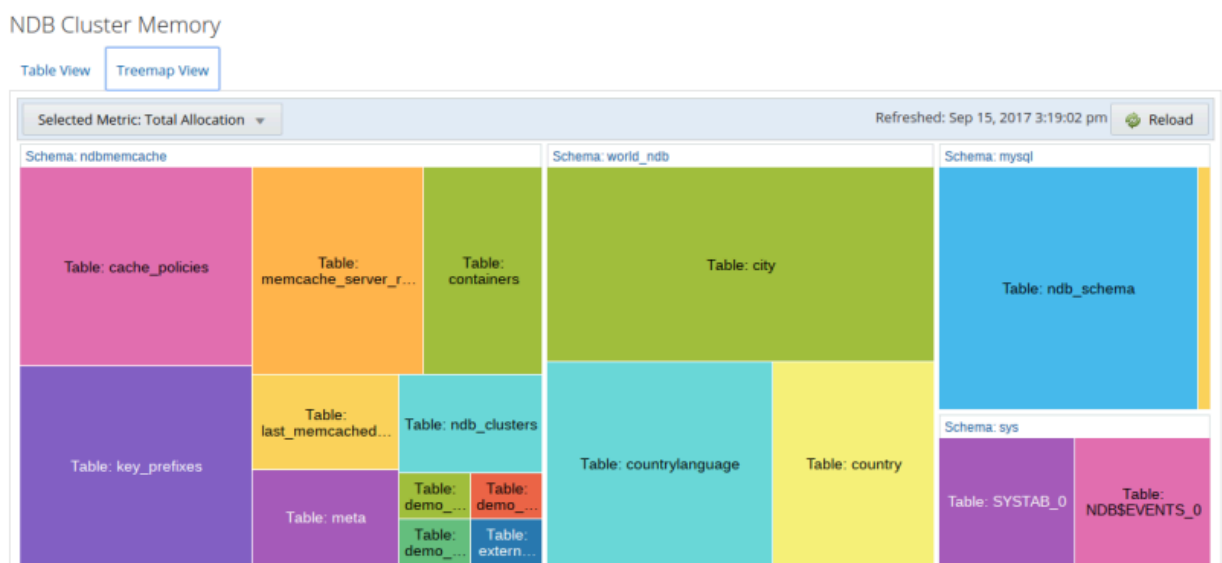 NDB Cluster Memory
Table View
Treemap View
Selected Metric: Total Allocation
Refreshed: Sep 15, 2017 3:19:02 pm
Reload
Schema: ndbmemcache
Table: cache_policies
Table:
memcache_server_r...
Table:
containers
Table: key_prefixes
Table:
last_memcached...
Table: ndb_clusters
Table: meta
Table:
demo_...
Table:
demo_...
Table:
demo_...
Table:
extern...
Schema: world_ndb
Table: city
Table: countrylanguage
Table: country
Schema: mysql
Table: ndb_schema
Schema: sys
Table: SYSTAB_0
Table:
NDB$EVENTS_0